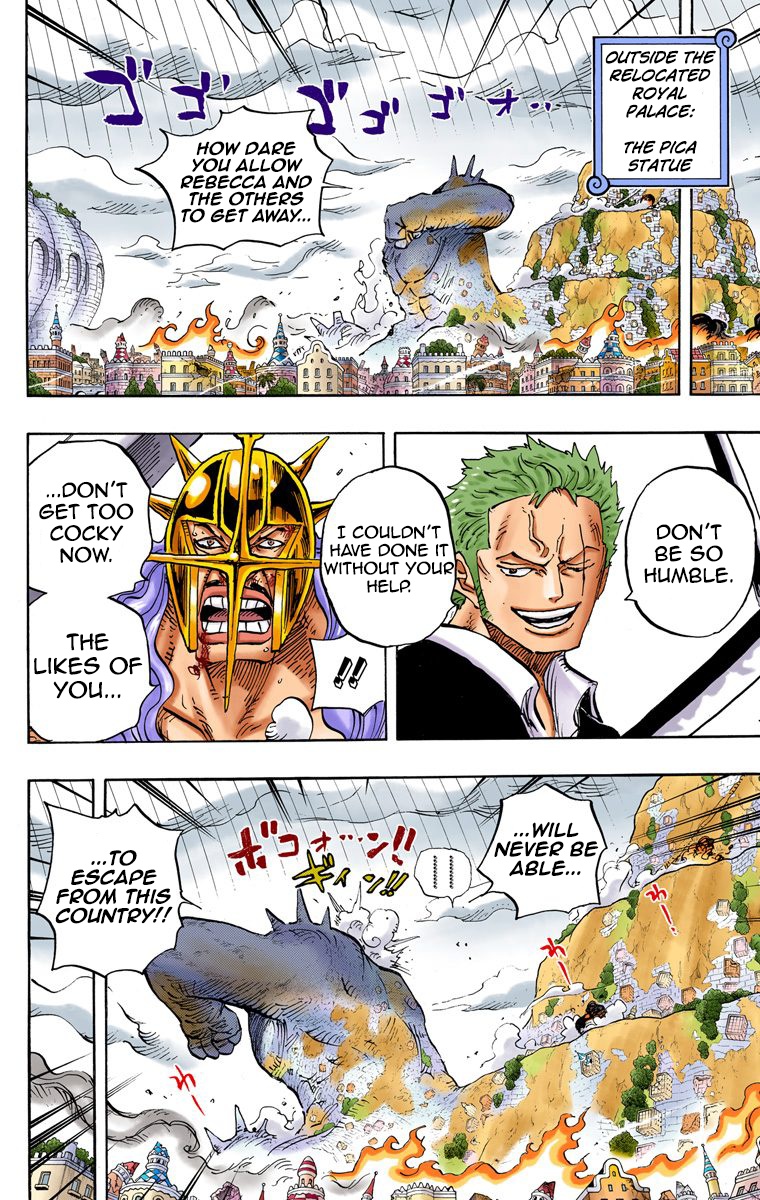 OUTSIDE THE
RELOCATED
ROYAL
PALACE:
THE PICA
STATUE
ゴゴゴゴゴォ‥
HOW DARE
YOU ALLOW
REBECCA AND
THE OTHERS
TO GET AWAY...
DON'T
BE SO
HUMBLE.
I COULDN'T
HAVE DONE IT
WITHOUT YOUR
HELP.
!!
...DON'T
GET TOO
COCKY
NOW.
THE
LIKES OF
YOU...
...WILL
NEVER BE
ABLE...
ボコォ…ン!!
ギィン!!
わー!
わー!
わー!
...TO
ESCAPE
FROM THIS
COUNTRY!!